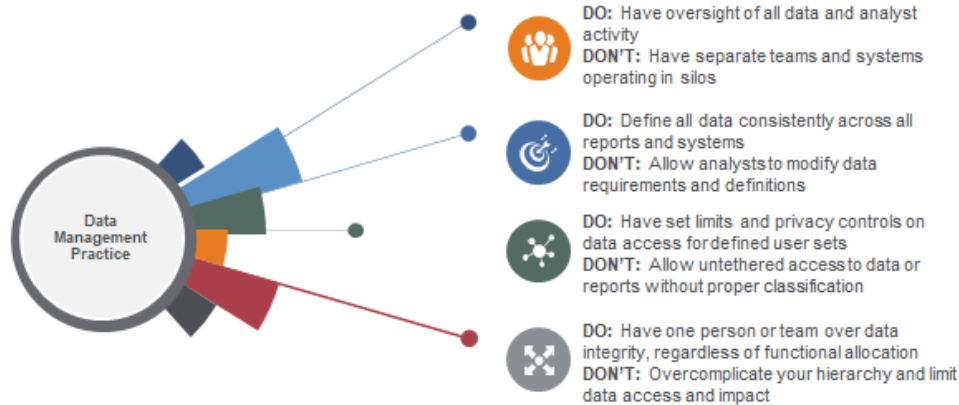 Data
Management
Practice
DO: Have oversight of all data and analyst
activity
DON'T: Have separate teams and systems
operating in silos
DO: Define all data consistently across all
reports and systems
DON'T: Allow analysts to modify data
requirements and definitions
DO: Have set limits and privacy controls on
data access for defined user sets
DON'T: Allow untethered access to data or
reports without proper classification
DO: Have one person or team over data
integrity, regardless of functional allocation
DON'T: Overcomplicate your hierarchy and limit
data access and impact